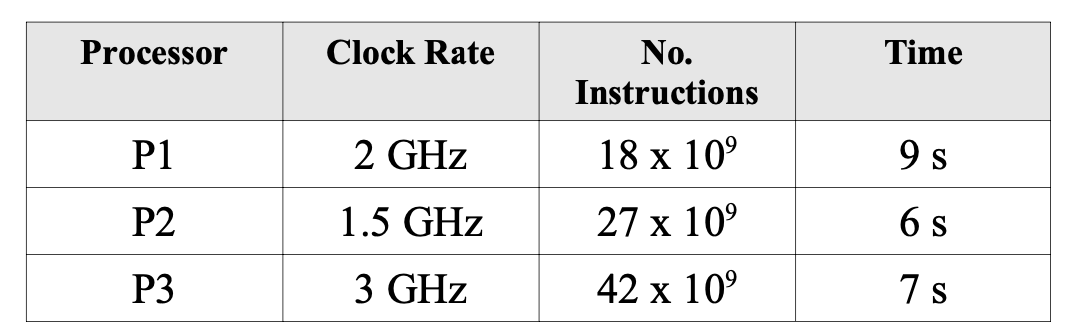 Processor Clock Rate No. Instructions Time
P1 2 GHz 18 x 10⁹ 9 s
P2 1.5 GHz 27 x 10⁹ 6 s
P3 3 GHz 42 x 10⁹ 7 s